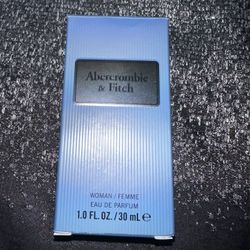 Abercrombie
& Fitch
WOMAN / FEMME
EAU DE PARFUM
1.0 FL. OZ. / 30 mL ℮